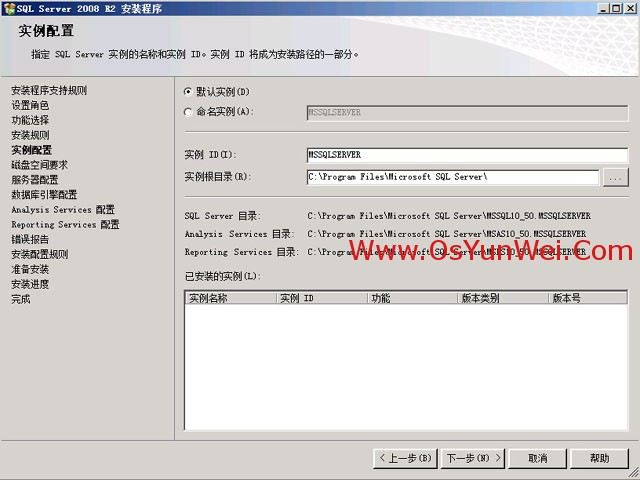 SQL Server 2008 R2 安装程序
实例配置
指定 SQL Server 实例的名称和实例 ID。实例 ID 将成为安装路径的一部分。
安装程序支持规则
设置角色
功能选择
安装规则
实例配置
磁盘空间要求
服务器配置
数据库引擎配置
Analysis Services 配置
Reporting Services 配置
错误报告
安装配置规则
准备安装
安装进度
完成
默认实例(D)
命名实例(A): MSSQLSERVER
实例 ID(I): MSSQLSERVER
实例根目录(R): C:\Program Files\Microsoft SQL Server\ ...
SQL Server 目录: C:\Program Files\Microsoft SQL Server\MSSQL10_50.MSSQLSERVER
Analysis Services 目录: C:\Program Files\Microsoft SQL Server\MSAS10_50.MSSQLSERVER
Reporting Services 目录: C:\Program Files\Microsoft SQL Server\MSRS10_50.MSSQLSERVER
Www.OsYunWei.Com
已安装的实例(L):
实例名称 实例 ID 功能 版本类别 版本号
< 上一步(B) 下一步(N) > 取消 帮助